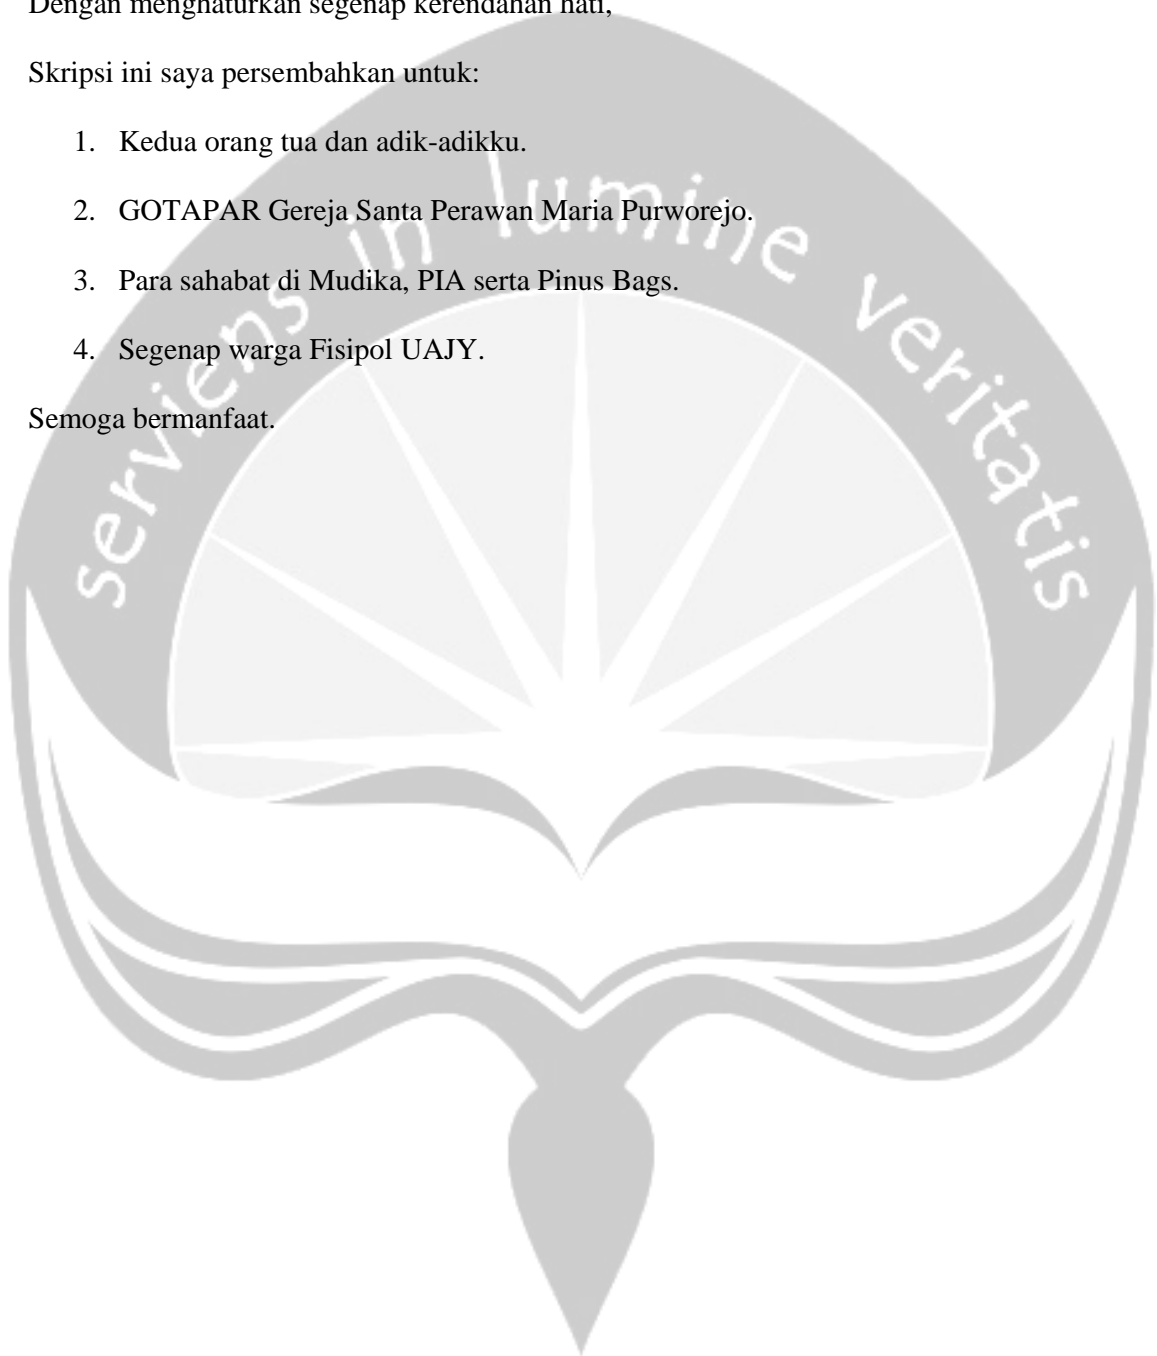 Dengan menghaturkan segenap kerendahan hati,
Skripsi ini saya persembahkan untuk:
1. Kedua orang tua dan adik-adikku.
2. GOTAPAR Gereja Santa Perawan Maria Purworejo.
3. Para sahabat di Mudika, PIA serta Pinus Bags.
4. Segenap warga Fisipol UAJY.
Semoga bermanfaat.
serviens in lumine veritatis